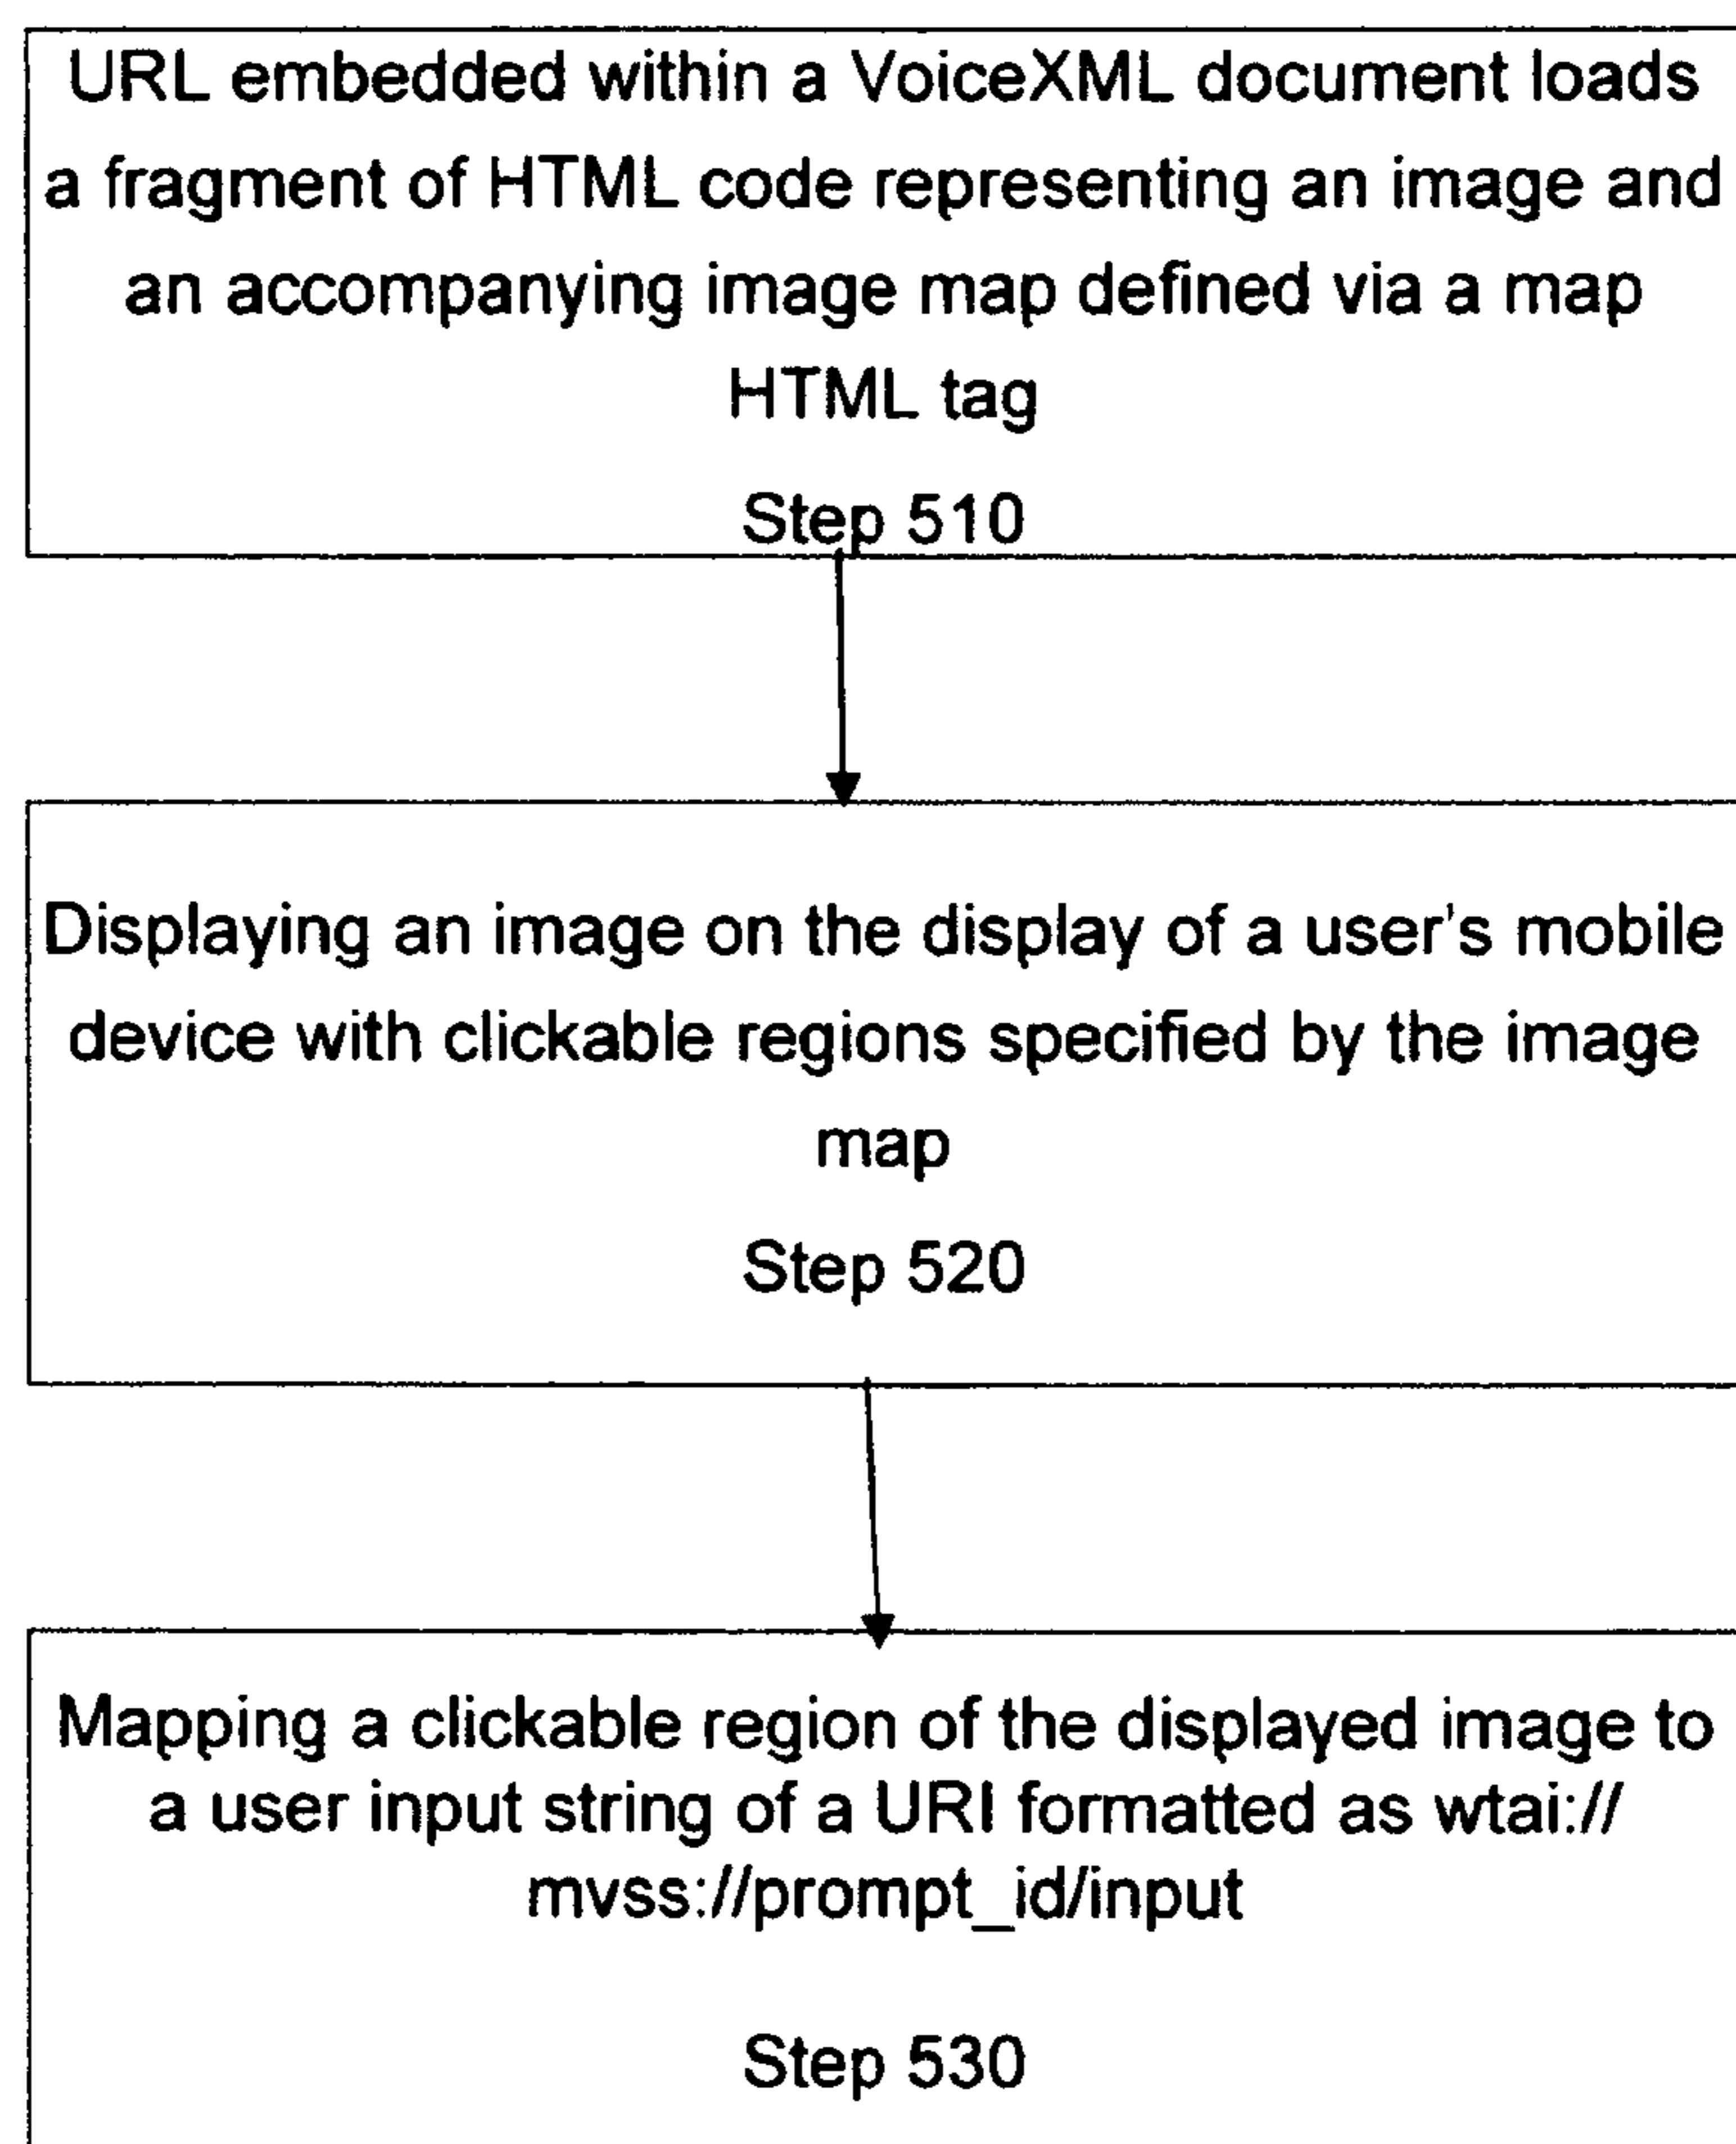 URL embedded within a VoiceXML document loads
a fragment of HTML code representing an image and
an accompanying image map defined via a map
HTML tag
Step 510
Displaying an image on the display of a user's mobile
device with clickable regions specified by the image
map
Step 520
Mapping a clickable region of the displayed image to
a user input string of a URI formatted as wtai://
mvss://prompt_id/input
Step 530